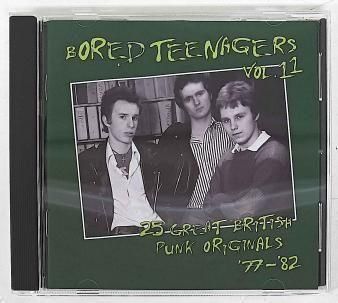 BORED TEENAGERS
VOL. 11
25 GREAT BRITISH
PUNK ORIGINALS
'77-'82